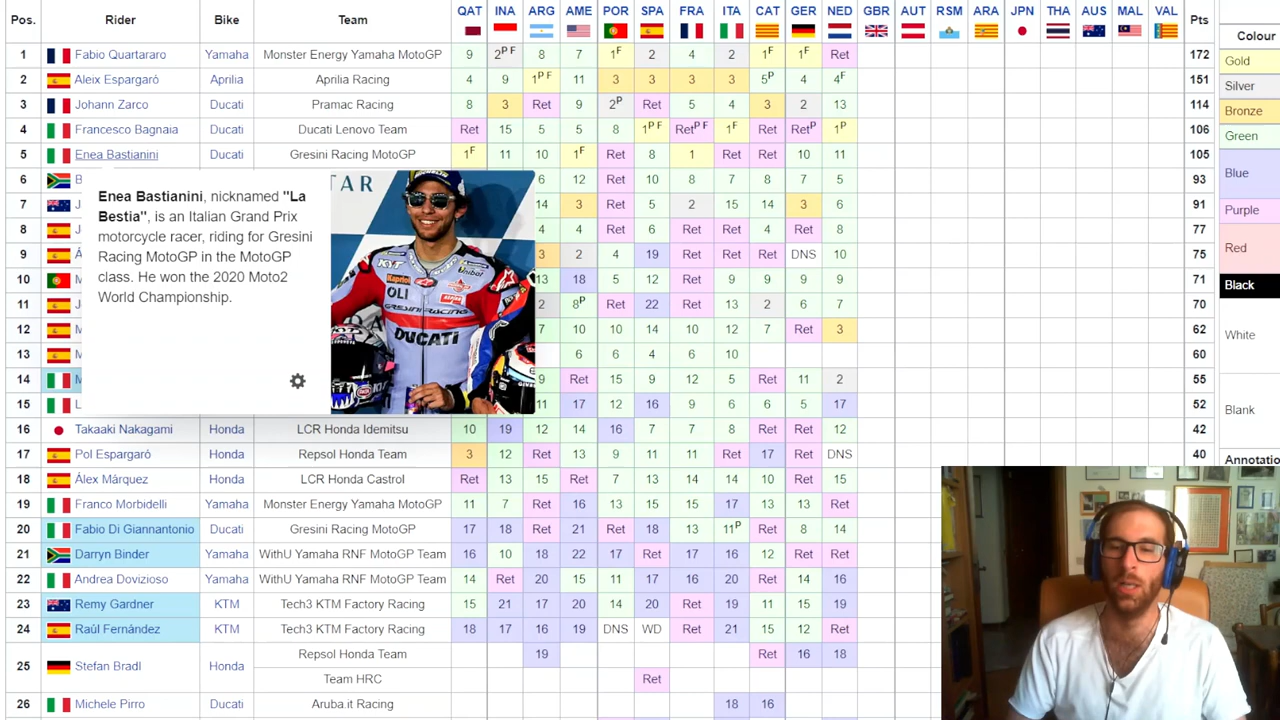 Pos. Rider Bike Team QAT INA ARG AME POR SPA FRA ITA CAT GER NED GBR AUT RSM ARA JPN THA AUS MAL VAL Pts Colour
1 Fabio Quartararo Yamaha Monster Energy Yamaha MotoGP 9 2P F 8 7 1F 2 4 2 1F 1F Ret 172 Gold
2 Aleix Espargaró Aprilia Aprilia Racing 4 9 1P F 11 3 3 3 3 5P 4 4F 151 Silver
3 Johann Zarco Ducati Pramac Racing 8 3 Ret 9 2P Ret 5 4 3 2 13 114 Bronze
4 Francesco Bagnaia Ducati Ducati Lenovo Team Ret 15 5 5 8 1P F RetP F 1F Ret RetP 1P 106 Green
5 Enea Bastianini Ducati Gresini Racing MotoGP 1F 11 10 1F Ret 8 1 Ret Ret 10 11 105 Blue
6 B 6 12 Ret 10 8 7 5 7 5 93
7 J 14 3 Ret 5 2 15 14 3 6 91 Purple
8 J 4 4 Ret 6 Ret Ret Ret Ret 8 77
9 3 2 4 19 Ret Ret Ret DNS 10 75 Red
10 M 13 18 5 12 Ret 9 9 9 71
11 J 2 8P Ret 22 Ret 13 2 6 7 70 Black
12 M 7 10 10 14 10 12 7 Ret 3 62 White
13 M 6 6 4 6 10 60
14 M 9 Ret 15 9 12 5 Ret 11 2 55
15 L 11 17 12 16 9 6 6 5 17 52 Blank
Enea Bastianini, nicknamed "La
Bestia", is an Italian Grand Prix
motorcycle racer, riding for Gresini
Racing MotoGP in the MotoGP
class. He won the 2020 Moto2
World Championship.
AR
KYT
Kapriol
Unibat
OLI
GRESINI RACING
DUCATI
16 Takaaki Nakagami Honda LCR Honda Idemitsu 10 19 12 14 16 7 7 8 Ret Ret 12 42
17 Pol Espargaró Honda Repsol Honda Team 3 12 Ret 13 9 11 11 Ret 17 Ret DNS 40 Annotatio
18 Álex Márquez Honda LCR Honda Castrol Ret 13 15 Ret 7 13 14 14 10 Ret 15
19 Franco Morbidelli Yamaha Monster Energy Yamaha MotoGP 11 7 Ret 16 13 15 15 17 13 13 Ret
20 Fabio Di Giannantonio Ducati Gresini Racing MotoGP 17 18 Ret 21 Ret 18 13 11P Ret 8 14
21 Darryn Binder Yamaha WithU Yamaha RNF MotoGP Team 16 10 18 22 17 Ret 17 16 12 Ret Ret
22 Andrea Dovizioso Yamaha WithU Yamaha RNF MotoGP Team 14 Ret 20 15 11 17 16 20 Ret 14 16
23 Remy Gardner KTM Tech3 KTM Factory Racing 15 21 17 20 14 20 Ret 19 11 15 19
24 Raúl Fernández KTM Tech3 KTM Factory Racing 18 17 16 19 DNS WD Ret 21 15 12 Ret
25 Stefan Bradl Honda Repsol Honda Team 19 Ret 16 18
Team HRC Ret
26 Michele Pirro Ducati Aruba.it Racing 18 16